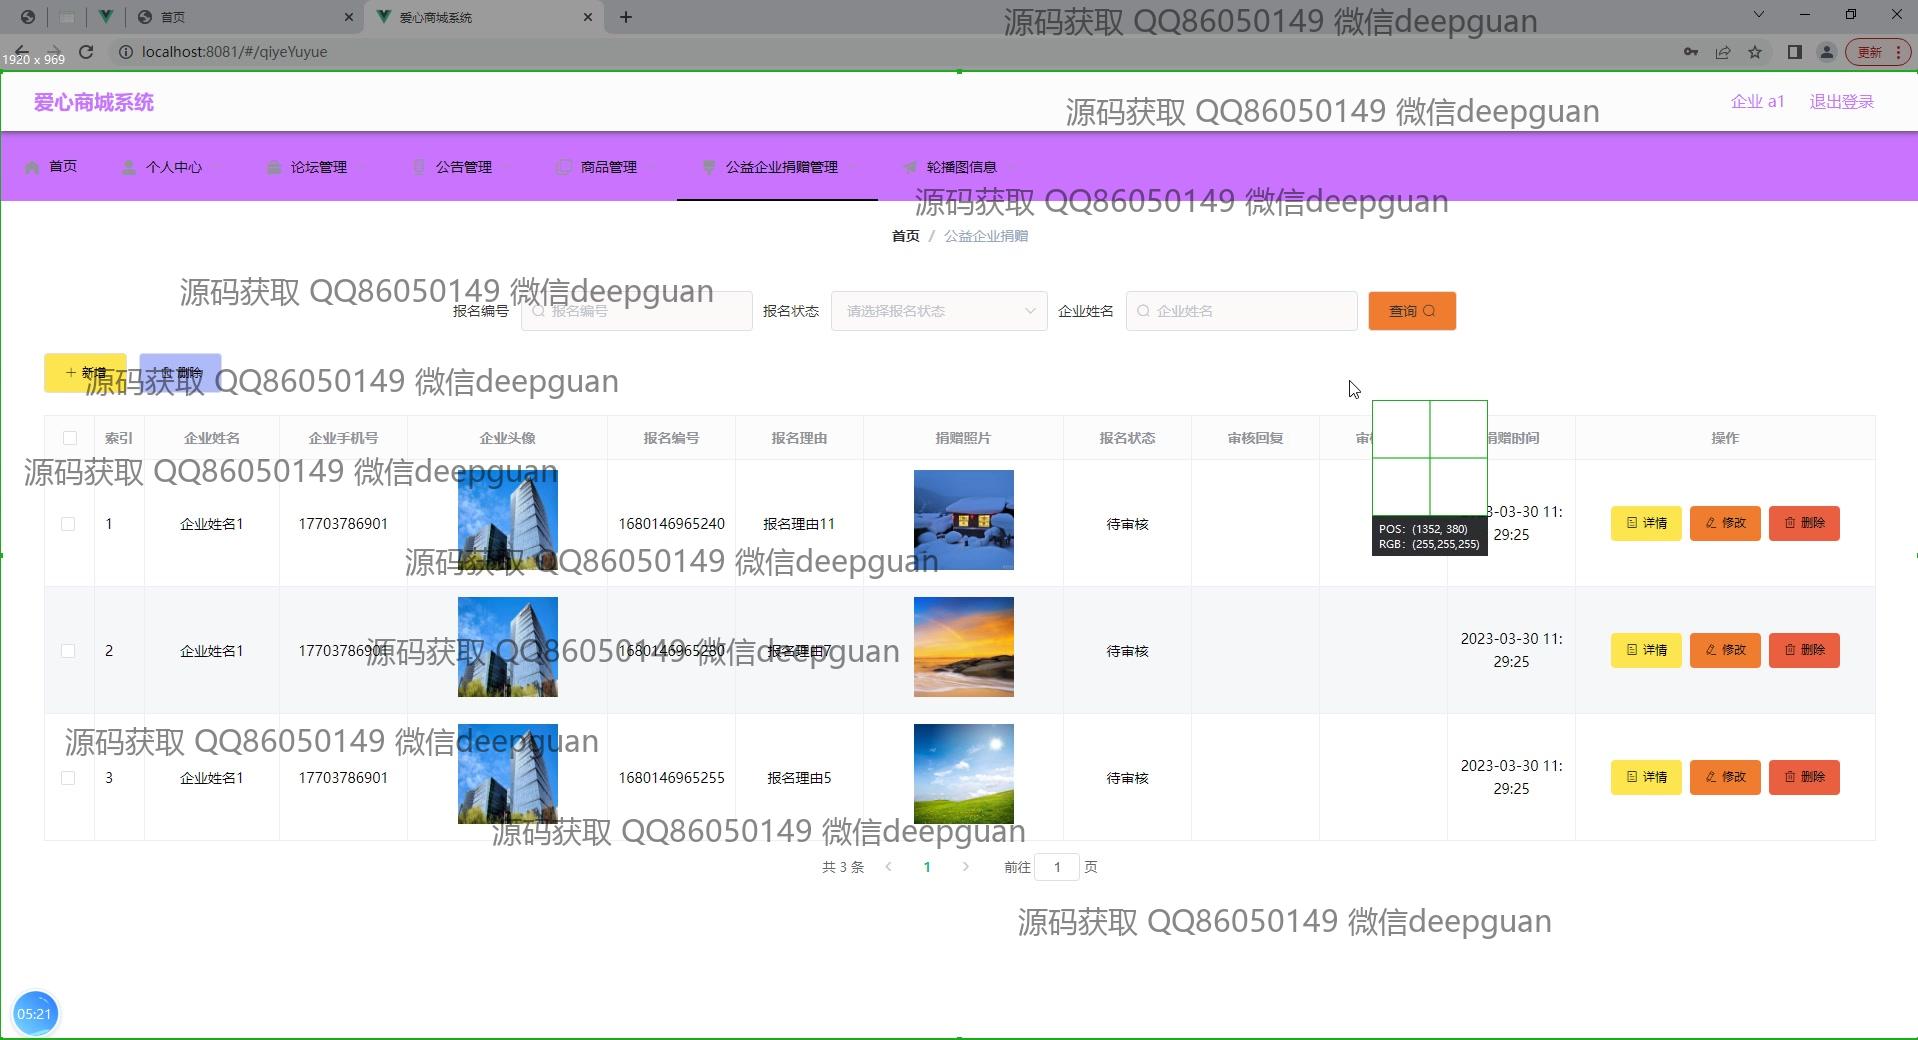 首页
爱心商城系统
源码获取 QQ86050149 微信deepguan
localhost:8081/#/qiyeYuyue
更新
1920 x 969
爱心商城系统
源码获取 QQ86050149 微信deepguan
企业 a1
退出登录
首页
个人中心
论坛管理
公告管理
商品管理
公益企业捐赠管理
轮播图信息
源码获取 QQ86050149 微信deepguan
首页 / 公益企业捐赠
源码获取 QQ86050149 微信deepguan
报名编号
报名编号
报名状态
请选择报名状态
企业姓名
企业姓名
查询
新增
删除
源码获取 QQ86050149 微信deepguan
索引 企业姓名 企业手机号 企业头像 报名编号 报名理由 捐赠照片 报名状态 审核回复 审 捐赠时间 操作
源码获取 QQ86050149 微信deepguan
1 企业姓名1 17703786901 1680146965240 报名理由11 待审核 3-03-30 11:
29:25
详情 修改 删除
POS: (1352, 380)
RGB: (255,255,255)
源码获取 QQ86050149 微信deepguan
2 企业姓名1 17703786901 1680146965280 报名理由7 待审核 2023-03-30 11:
29:25
详情 修改 删除
源码获取 QQ86050149 微信deepguan
源码获取 QQ86050149 微信deepguan
3 企业姓名1 17703786901 1680146965255 报名理由5 待审核 2023-03-30 11:
29:25
详情 修改 删除
源码获取 QQ86050149 微信deepguan
共 3 条 1 前往 1 页
源码获取 QQ86050149 微信deepguan
05:21